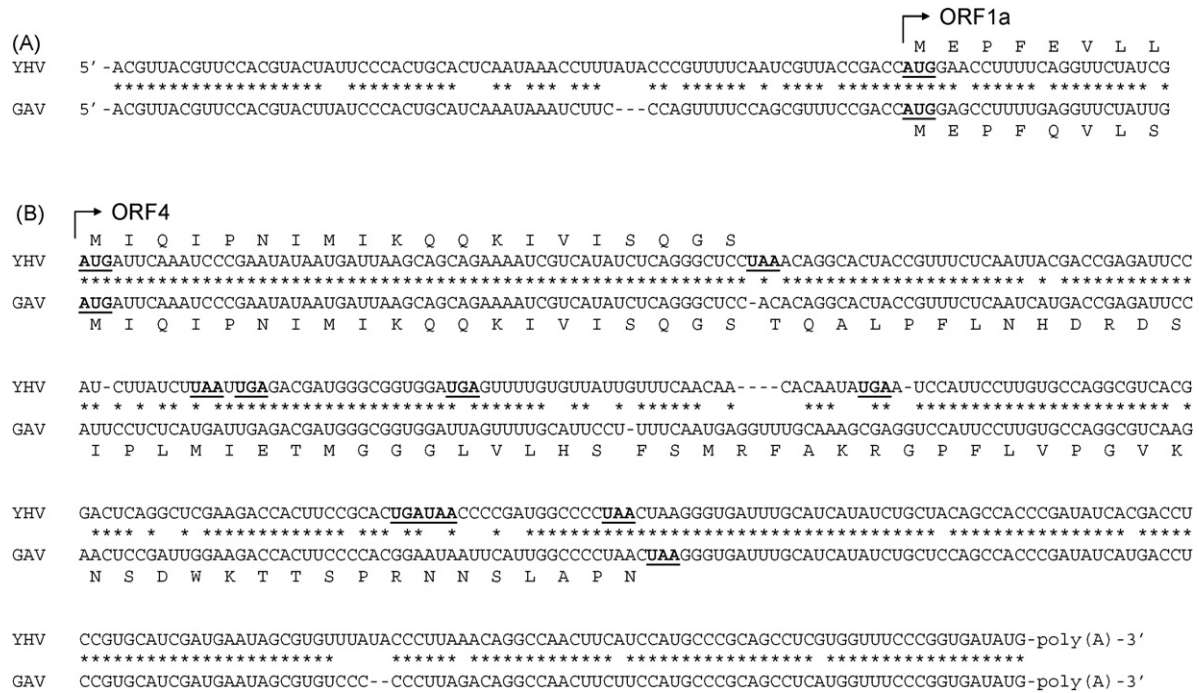 ORF1a
(A) M E P F E V L L
YHV 5’-ACGUUACGUUCCACGUACUAUUCCCACUGCACUCAAUAAACCUUUAUACCCGUUUUCAAUCGUUACCGACCAUGGAACCUUUUCAGGUUCUAUCG
******************* ********** ** *** *** ** ****** * **** *************** ***** ********** *
GAV 5’-ACGUUACGUUCCACGUACUUAUCCCACUGCAUCAAAUAAAUCUUC---CCAGUUUUCCAGCGUUUCCGACCAUGGAGCCUUUUGAGGUUCUAUUG
M E P F Q V L S
(B) ORF4
M I Q I P N I M I K Q Q K I V I S Q G S
YHV AUGAUUCAAAUCCCGAAUAUAAUGAUUAAGCAGCAGAAAAUCGUCAUAUCUCAGGGCUCCUAAACAGGCACUACCGUUUCUCAAUUACGACCGAGAUUCC
************************************************************ * *********************** * *************
GAV AUGAUUCAAAUCCCGAAUAUAAUGAUUAAGCAGCAGAAAAUCGUCAUAUCUCAGGGCUCC-ACACAGGCACUACCGUUUCUCAAUCAUGACCGAGAUUCC
M I Q I P N I M I K Q Q K I V I S Q G S T Q A L P F L N H D R D S
YHV AU-CUUAUCUUAAUUGAGACGAUGGGCGGUGGAUGAGUUUUGUGUUAUUGUUUCAACAA----CACAAUAUGAA-UCCAUUCCUUGUGCCAGGCGUCACG
** * ** ** * ******************** ******* ** * ****** * *** ** *********************** *
GAV AUUCCUCUCAUGAUUGAGACGAUGGGCGGUGGAUUAGUUUUGCAUUCCU-UUUCAAUGAGGUUUGCAAAGCGAGGUCCAUUCCUUGUGCCAGGCGUCAAG
I P L M I E T M G G G L V L H S F S M R F A K R G P F L V P G V K
YHV GACUCAGGCUCGAAGACCACUUCCGCACUGAUAACCCCGAUGGCCCCUAACUAAGGGUGAUUUGCAUCAUAUCUGCUACAGCCACCCGAUAUCACGACCU
**** * * * ************ *** ** * * ********************************** **************** ******
GAV AACUCCGAUUGGAAGACCACUUCCCCACGGAAUAAUUCAUUGGCCCCUAACUAAGGGUGAUUUGCAUCAUAUCUGCUCCAGCCACCCGAUAUCAUGACCU
N S D W K T T S P R N N S L A P N
YHV CCGUGCAUCGAUGAAUAGCGUGUUUAUACCCUUAAACAGGCCAACUUCAUCCAUGCCCGCAGCCUCGUGGUUUCCCGGUGAUAUG-poly(A)-3’
*********************** ****** ************* ***************** ******************
GAV CCGUGCAUCGAUGAAUAGCGUGUCCC--CCCUUAGACAGGCCAACUUCUUCCAUGCCCGCAGCCUCAUGGUUUCCCGGUGAUAUG-poly(A)-3’